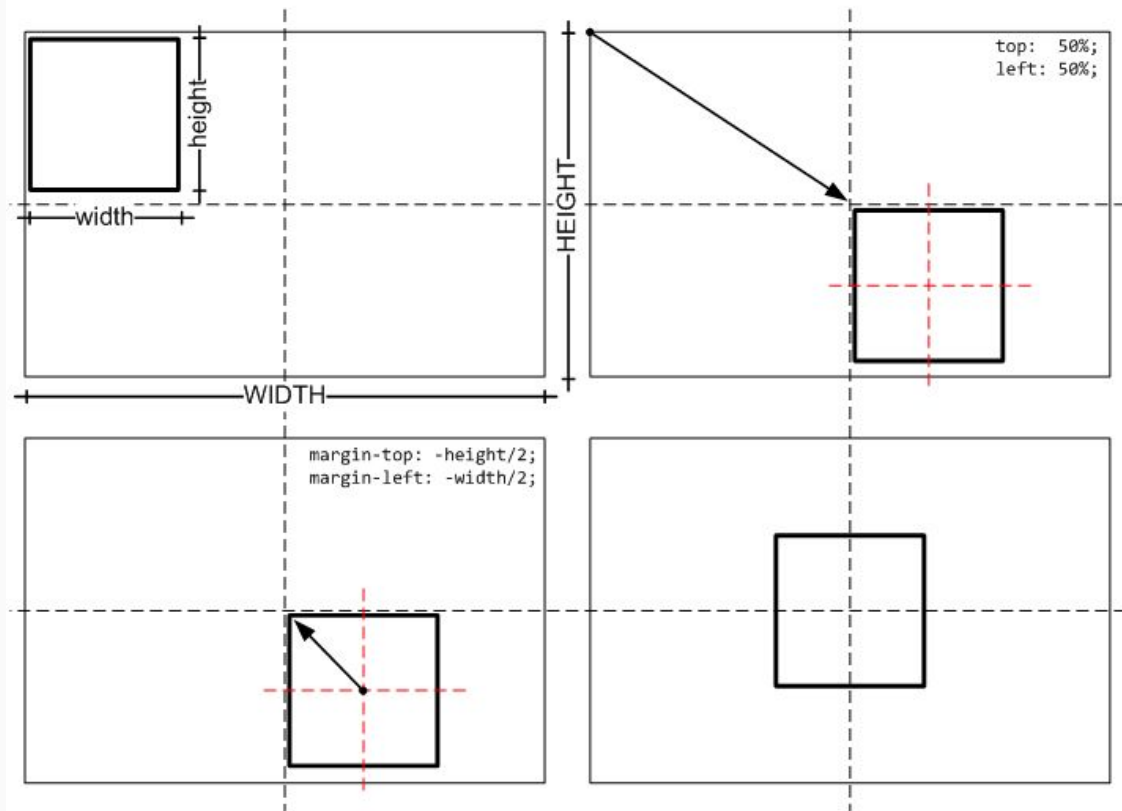 height
width
WIDTH
HEIGHT
top:  50%;
left: 50%;
margin-top: -height/2;
margin-left: -width/2;